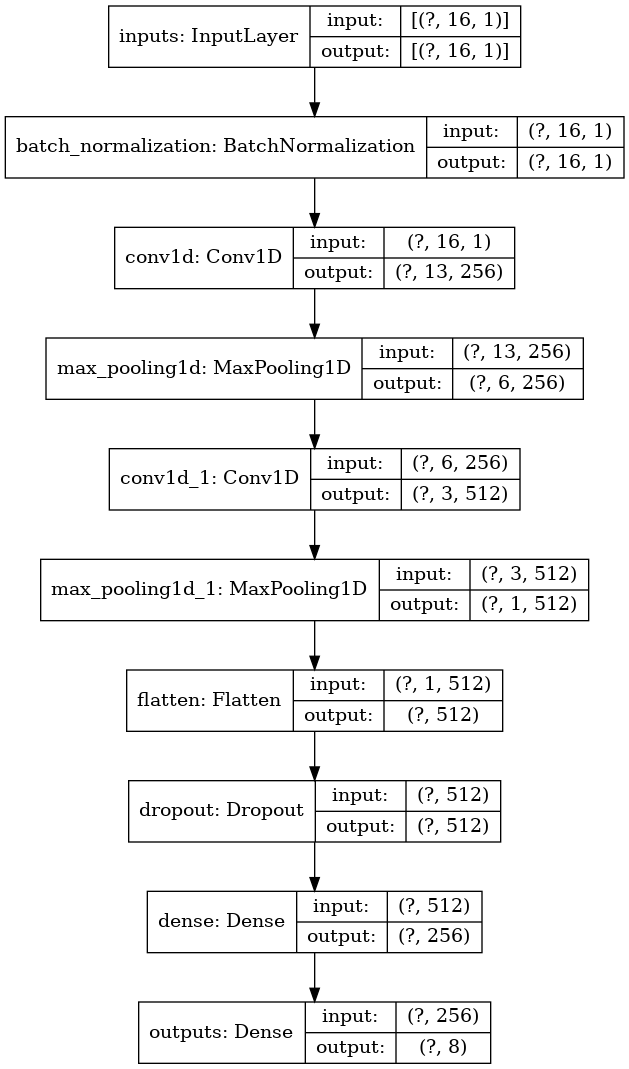 inputs: InputLayer input: [(?, 16, 1)]
output: [(?, 16, 1)]
batch_normalization: BatchNormalization input: (?, 16, 1)
output: (?, 16, 1)
conv1d: Conv1D input: (?, 16, 1)
output: (?, 13, 256)
max_pooling1d: MaxPooling1D input: (?, 13, 256)
output: (?, 6, 256)
conv1d_1: Conv1D input: (?, 6, 256)
output: (?, 3, 512)
max_pooling1d_1: MaxPooling1D input: (?, 3, 512)
output: (?, 1, 512)
flatten: Flatten input: (?, 1, 512)
output: (?, 512)
dropout: Dropout input: (?, 512)
output: (?, 512)
dense: Dense input: (?, 512)
output: (?, 256)
outputs: Dense input: (?, 256)
output: (?, 8)